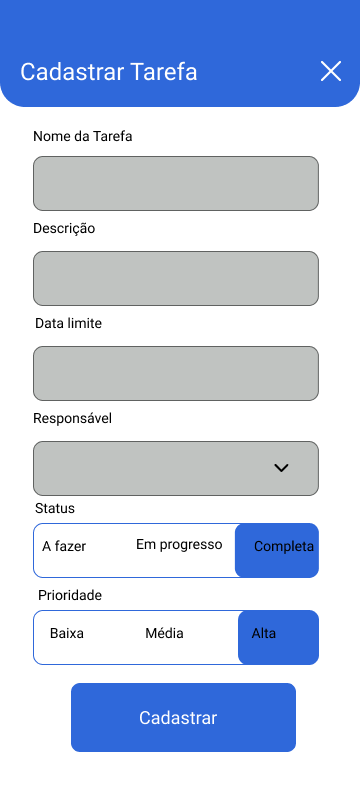 Cadastrar Tarefa
Nome da Tarefa
Descrição
Data limite
Responsável
Status
A fazer Em progresso Completa
Prioridade
Baixa Média Alta
Cadastrar